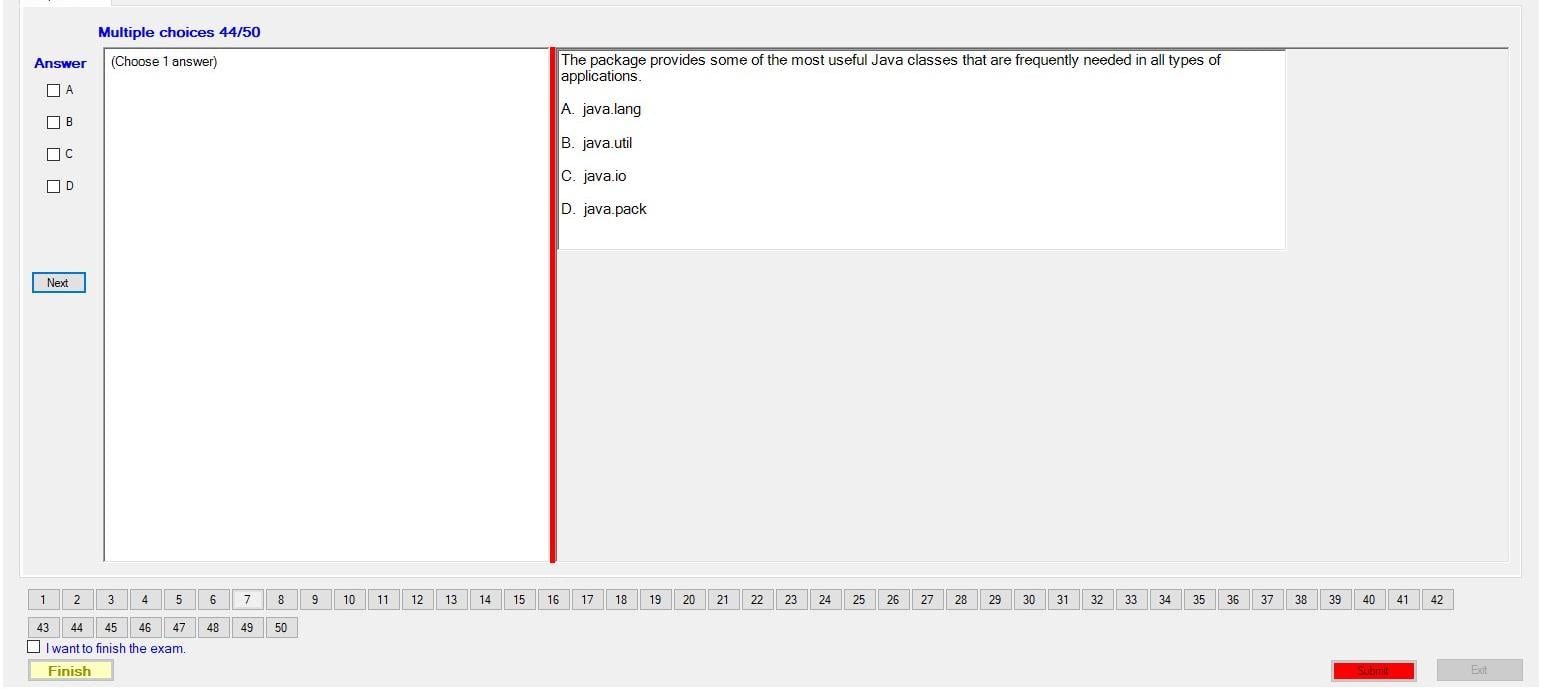 Multiple choices 44/50
Answer
(Choose 1 answer)
A
B
C
D
Next
The package provides some of the most useful Java classes that are frequently needed in all types of
applications.
A. java.lang
B. java.util
C. java.io
D. java.pack
1 2 3 4 5 6 7 8 9 10 11 12 13 14 15 16 17 18 19 20 21 22 23 24 25 26 27 28 29 30 31 32 33 34 35 36 37 38 39 40 41 42
43 44 45 46 47 48 49 50
I want to finish the exam.
Finish
Submit
Exit